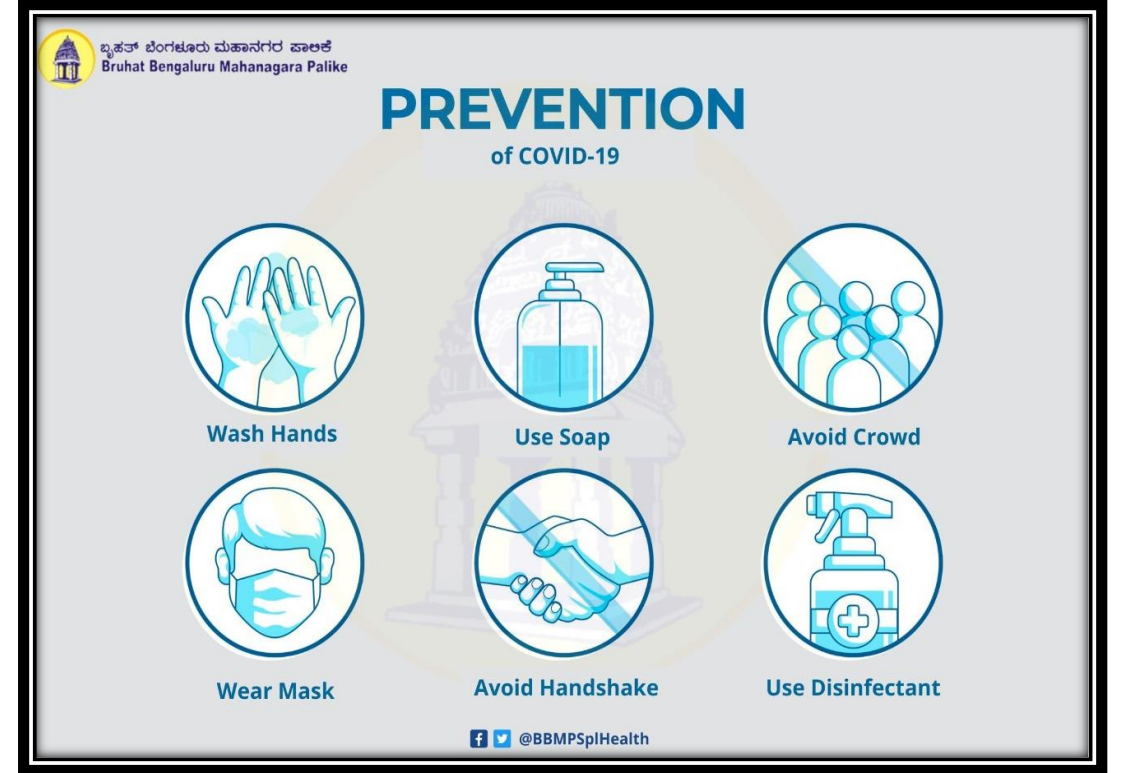 ಬೃಹತ್ ಬೆಂಗಳೂರು ಮಹಾನಗರ ಪಾಲಿಕೆ
Bruhat Bengaluru Mahanagara Palike
PREVENTION
of COVID-19
Wash Hands
Use Soap
Avoid Crowd
Wear Mask
Avoid Handshake
Use Disinfectant
@BBMPSplHealth